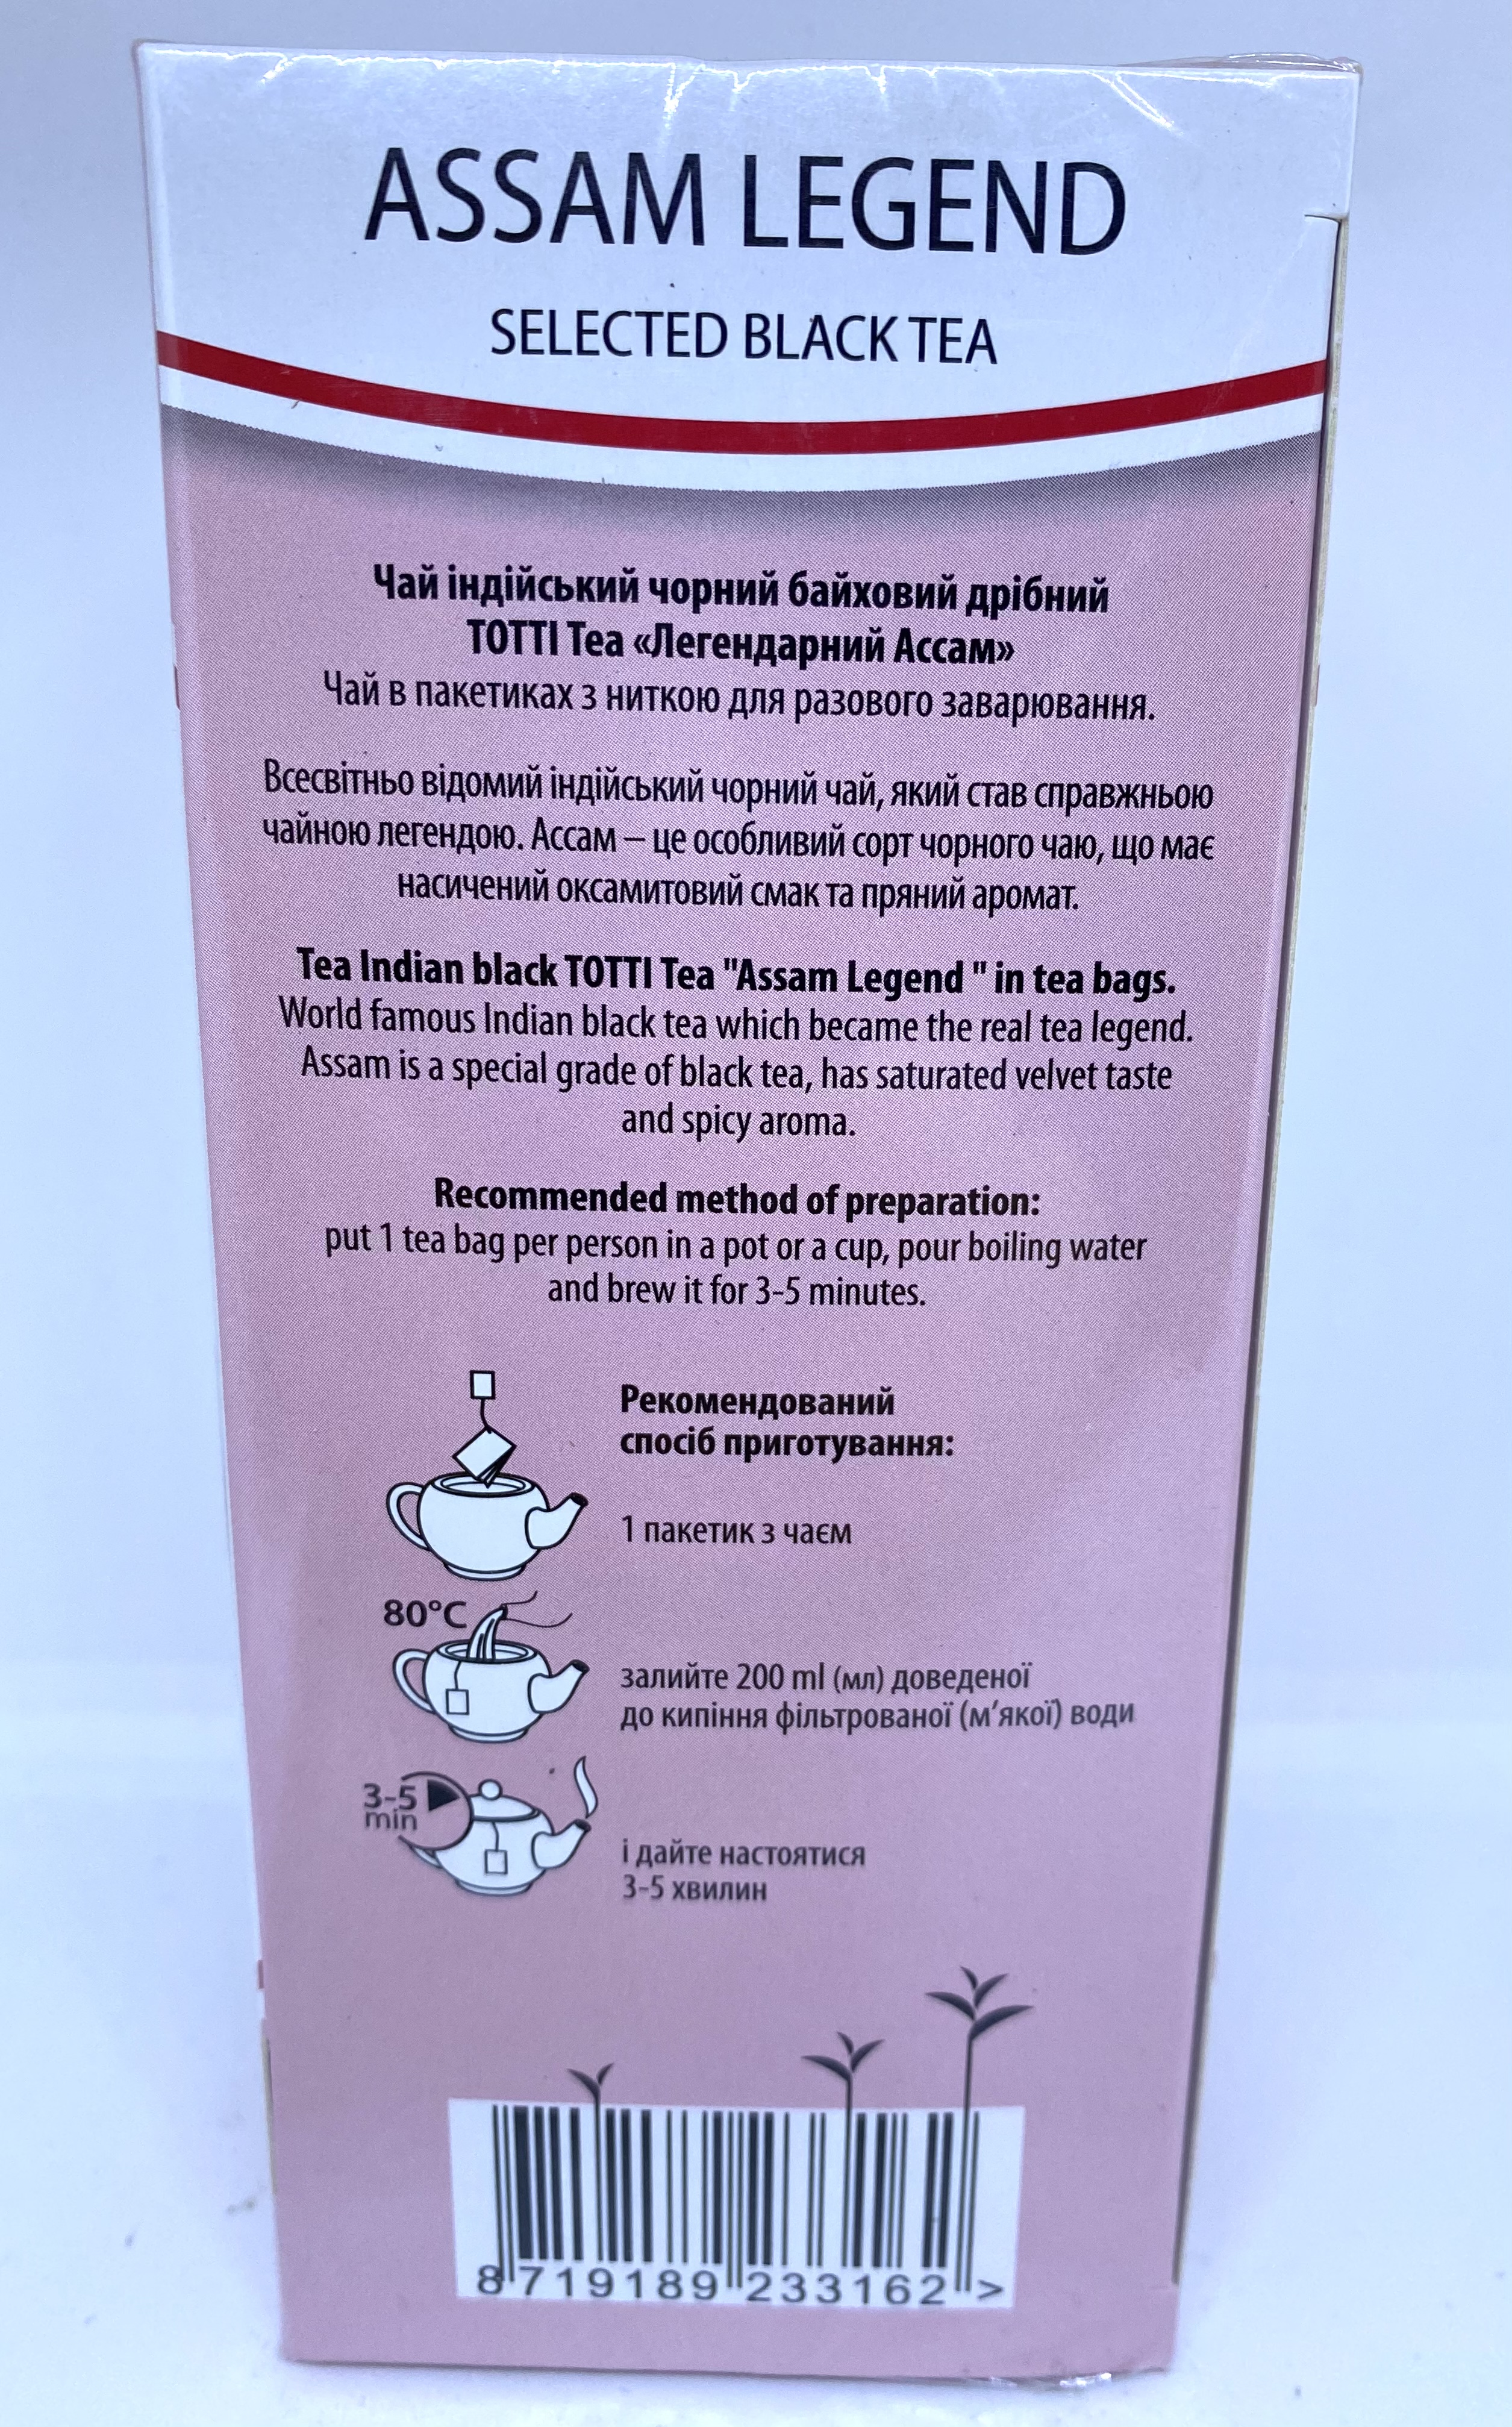 ASSAM LEGEND
SELECTED BLACK TEA
Чай індійський чорний байховий дрібний
TOTTI Tea «Легендарний Ассам»
Чай в пакетиках з ниткою для разового заварювання.
Всесвітньо відомий індійський чорний чай, який став справжньою
чайною легендою. Ассам – це особливий сорт чорного чаю, що має
насичений оксамитовий смак та пряний аромат.
Tea Indian black TOTTI Tea "Assam Legend " in tea bags.
World famous Indian black tea which became the real tea legend.
Assam is a special grade of black tea, has saturated velvet taste
and spicy aroma.
Recommended method of preparation:
put 1 tea bag per person in a pot or a cup, pour boiling water
and brew it for 3-5 minutes.
Рекомендований
спосіб приготування:
1 пакетик з чаєм
80°C
залийте 200 ml (мл) доведеної
до кипіння фільтрованої (м'якої) води
3-5
min
і дайте настоятися
3-5 хвилин
8 719189 233162 >